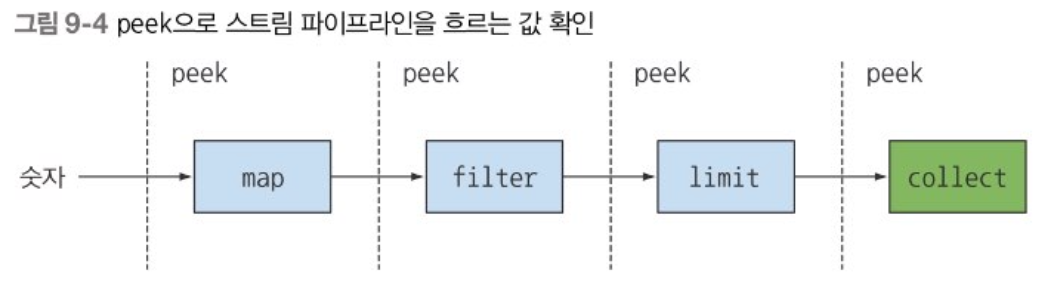 그림 9-4 peek으로 스트림 파이프라인을 흐르는 값 확인
peek peek peek peek
숫자 map filter limit collect